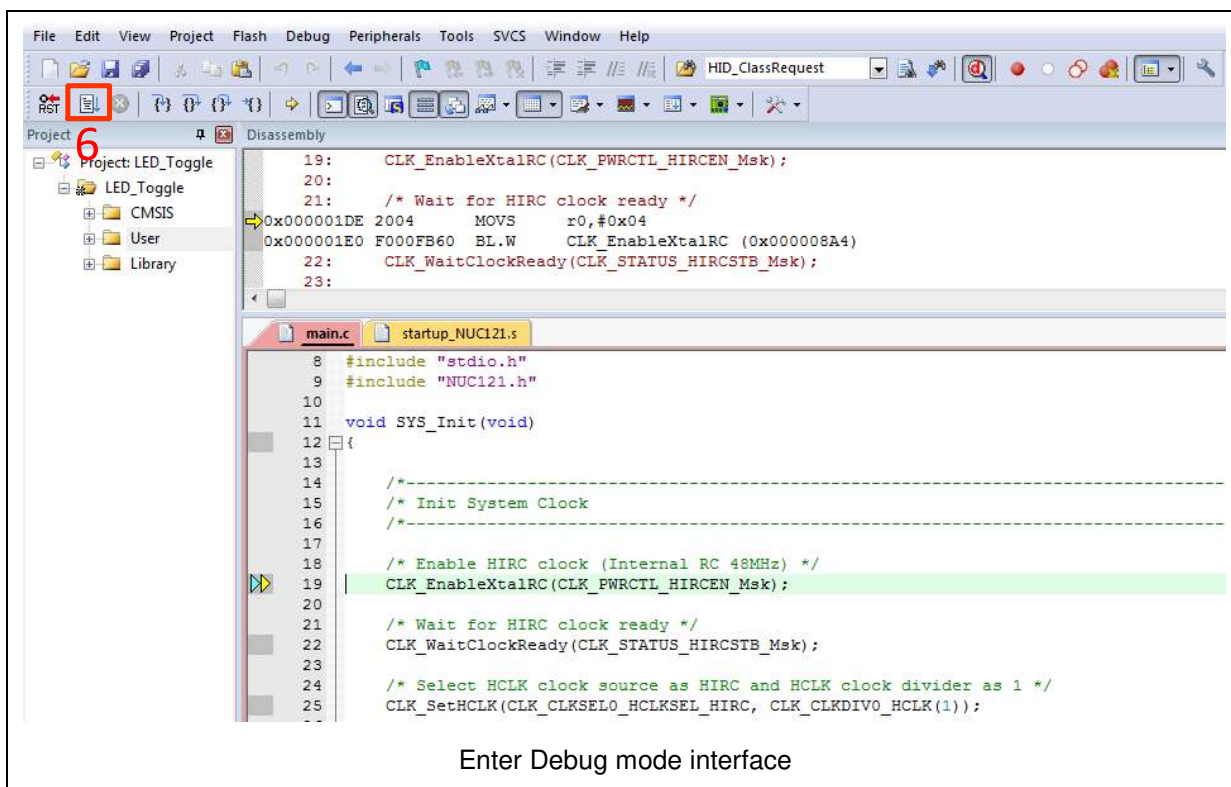 File Edit View Project Flash Debug Peripherals Tools SVCS Window Help
HID_ClassRequest
RST
6
Project
Disassembly
Project: LED_Toggle
LED_Toggle
CMSIS
User
Library
19: CLK_EnableXtalRC(CLK_PWRCTL_HIRCEN_Msk);
20:
21: /* Wait for HIRC clock ready */
0x000001DE 2004 MOVS r0,#0x04
0x000001E0 F000FB60 BL.W CLK_EnableXtalRC (0x000008A4)
22: CLK_WaitClockReady(CLK_STATUS_HIRCSTB_Msk);
23:
main.c startup_NUC121.s
8 #include "stdio.h"
9 #include "NUC121.h"
10
11 void SYS_Init(void)
12 {
13
14 /*---------------------------------------------------------------------------------
15 /* Init System Clock
16 /*---------------------------------------------------------------------------------
17
18 /* Enable HIRC clock (Internal RC 48MHz) */
19 CLK_EnableXtalRC(CLK_PWRCTL_HIRCEN_Msk);
20
21 /* Wait for HIRC clock ready */
22 CLK_WaitClockReady(CLK_STATUS_HIRCSTB_Msk);
23
24 /* Select HCLK clock source as HIRC and HCLK clock divider as 1 */
25 CLK_SetHCLK(CLK_CLKSEL0_HCLKSEL_HIRC, CLK_CLKDIV0_HCLK(1));
Enter Debug mode interface